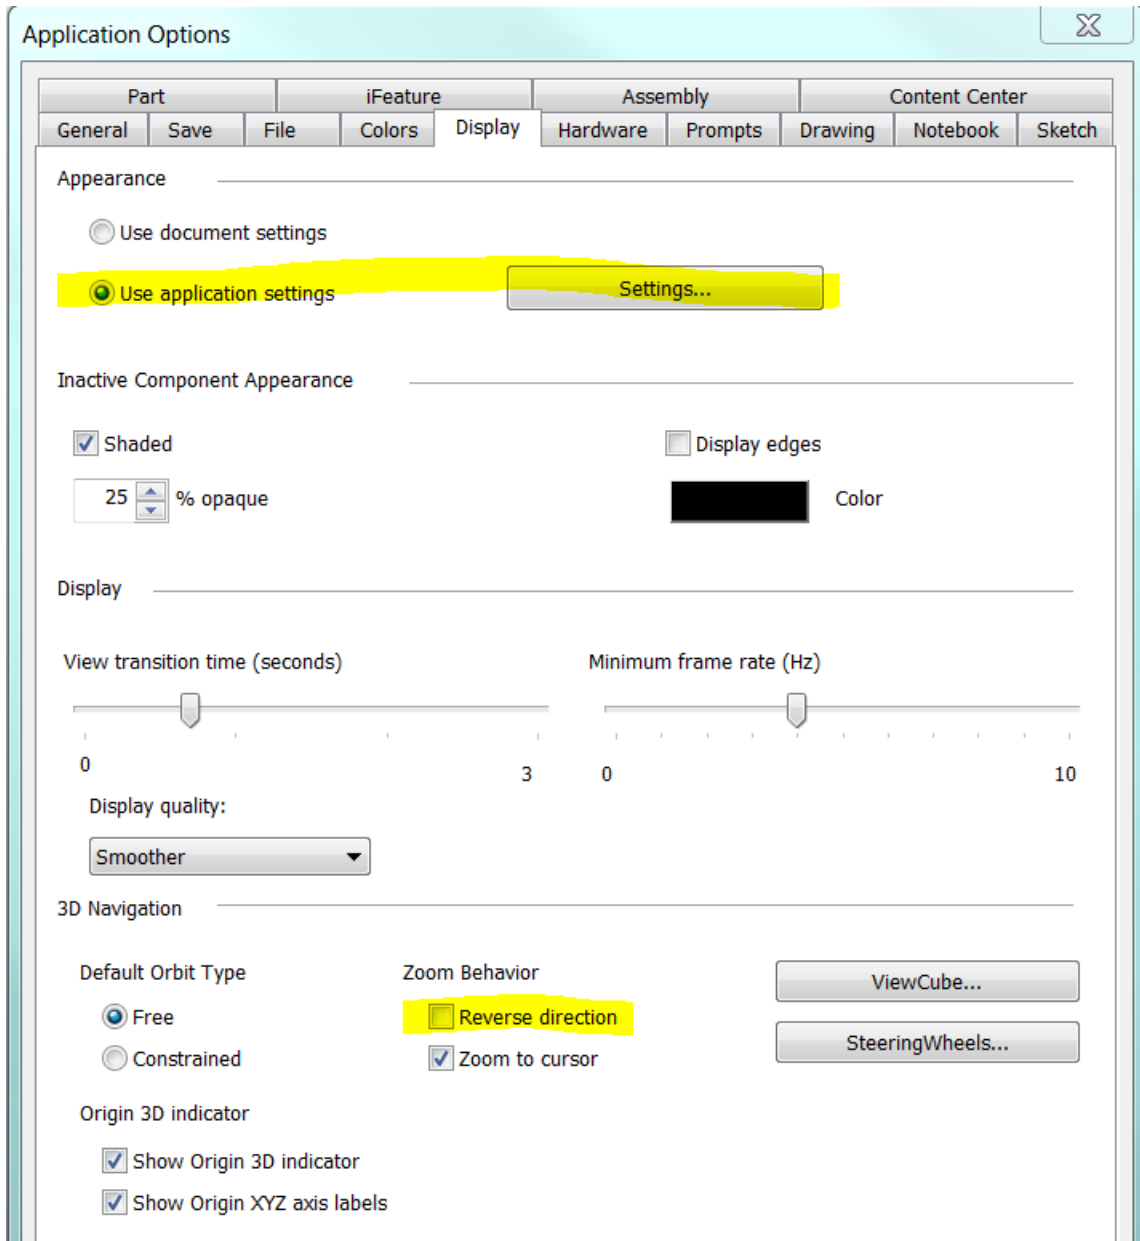 Application Options
Part iFeature Assembly Content Center
General Save File Colors Display Hardware Prompts Drawing Notebook Sketch
Appearance
Use document settings
Use application settings Settings...
Inactive Component Appearance
Shaded Display edges
25 % opaque Color
Display
View transition time (seconds) Minimum frame rate (Hz)
0 3 0 10
Display quality:
Smoother
3D Navigation
Default Orbit Type Zoom Behavior ViewCube...
Free Reverse direction
Constrained Zoom to cursor SteeringWheels...
Origin 3D indicator
Show Origin 3D indicator
Show Origin XYZ axis labels